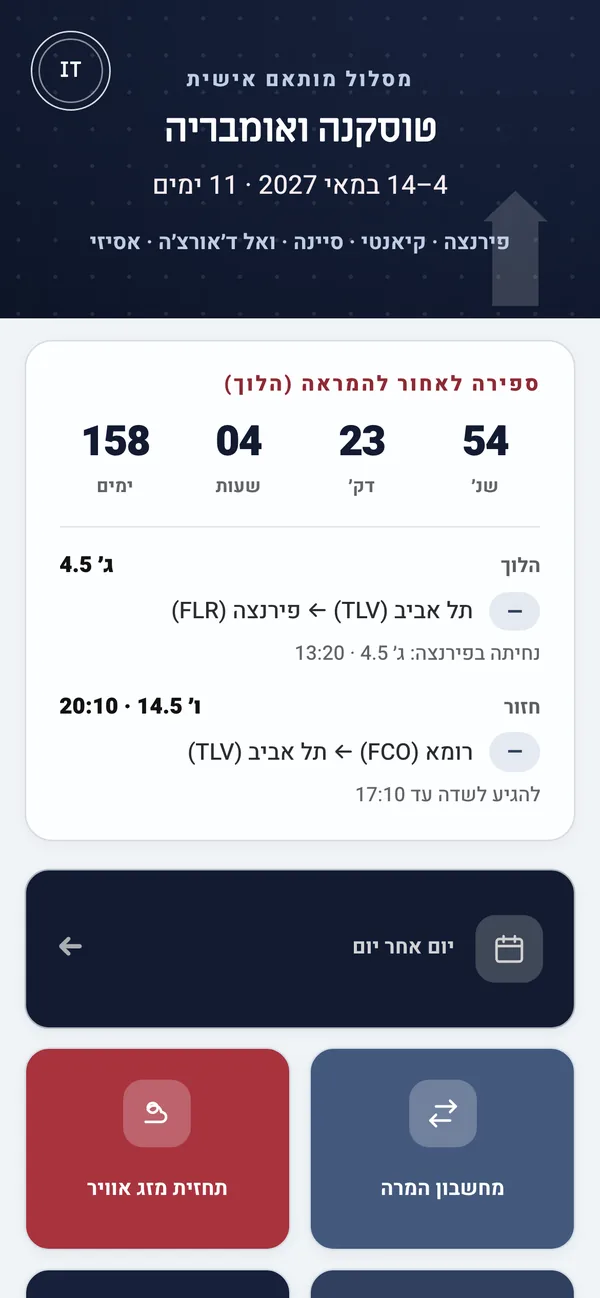 IT
מסלול מותאם אישית
טוסקנה ואומבריה
4–14 במאי 2027 · 11 ימים
פירנצה · קיאנטי · סיינה · ואל ד׳אורצ׳ה · אסיזי
ספירה לאחור להמראה (הלוך)
54 23 04 158
שנ׳ דק׳ שעות ימים
הלוך ג׳ 4.5
– תל אביב (TLV) ← פירנצה (FLR)
נחיתה בפירנצה: ג׳ 4.5 · 13:20
חזור ו׳ 14.5 · 20:10
– רומא (FCO) ← תל אביב (TLV)
להגיע לשדה עד 17:10
יום אחר יום ←
מחשבון המרה
תחזית מזג אוויר